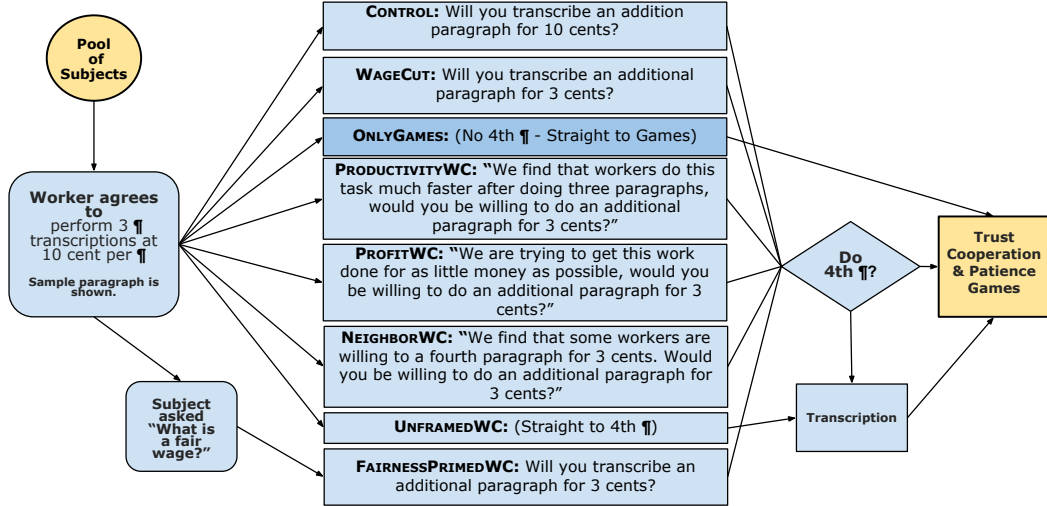 Pool
of
Subjects
Worker agrees
to
perform 3 ¶
transcriptions at
10 cent per ¶
Sample paragraph is
shown.
Subject
asked
“What is
a fair
wage?”
CONTROL: Will you transcribe an addition
paragraph for 10 cents?
WAGECUT: Will you transcribe an additional
paragraph for 3 cents?
ONLYGAMES: (No 4th ¶ - Straight to Games)
PRODUCTIVITYWC: “We find that workers do this
task much faster after doing three paragraphs,
would you be willing to do an additional
paragraph for 3 cents?”
PROFITWC: “We are trying to get this work
done for as little money as possible, would you
be willing to do an additional paragraph for 3
cents?”
NEIGHBORWC: “We find that some workers are
willing to a fourth paragraph for 3 cents. Would
you be willing to do an additional paragraph for
3 cents?”
UNFRAMEDWC: (Straight to 4th ¶)
FAIRNESSPRIMEDWC: Will you transcribe an
additional paragraph for 3 cents?
Do
4th ¶?
Transcription
Trust
Cooperation
& Patience
Games